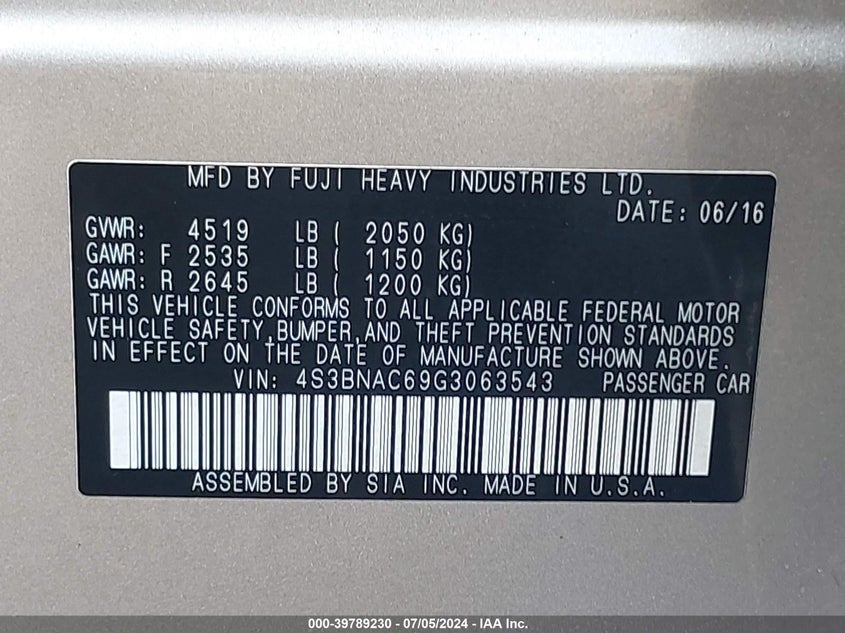 MFD BY FUJI HEAVY INDUSTRIES LTD.
DATE: 06/16
GVWR: 4519 LB ( 2050 KG)
GAWR: F 2535 LB ( 1150 KG)
GAWR: R 2645 LB ( 1200 KG)
THIS VEHICLE CONFORMS TO ALL APPLICABLE FEDERAL MOTOR
VEHICLE SAFETY,BUMPER,AND THEFT PREVENTION STANDARDS
IN EFFECT ON THE DATE OF MANUFACTURE SHOWN ABOVE.
VIN: 4S3BNAC69G3063543 PASSENGER CAR
ASSEMBLED BY SIA INC. MADE IN U.S.A.
000-39789230 - 07/05/2024 - IAA Inc.